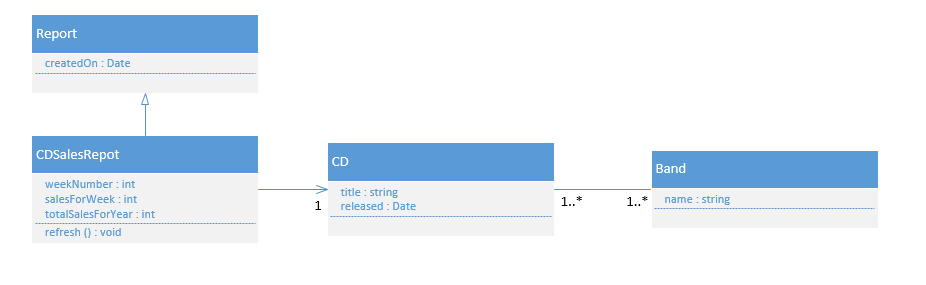 Report
createdOn : Date
CDSalesRepot
weekNumber : int
salesForWeek : int
totalSalesForYear : int
refresh () : void
1
CD
title : string
released : Date
1..*
1..*
Band
name : string